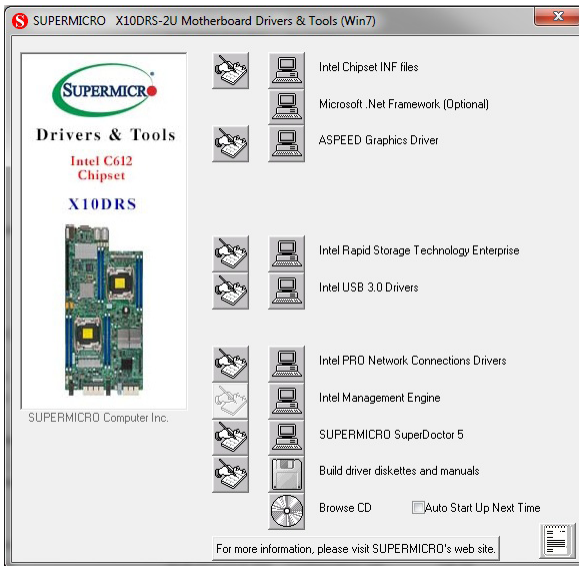 SUPERMICRO X10DRS-2U Motherboard Drivers & Tools (Win7)
SUPERMICRO
Drivers & Tools
Intel C612
Chipset
X10DRS
SUPERMICRO Computer Inc.
Intel Chipset INF files
Microsoft .Net Framework (Optional)
ASPEED Graphics Driver
Intel Rapid Storage Technology Enterprise
Intel USB 3.0 Drivers
Intel PRO Network Connections Drivers
Intel Management Engine
SUPERMICRO SuperDoctor 5
Build driver diskettes and manuals
Browse CD
Auto Start Up Next Time
For more information, please visit SUPERMICRO's web site.